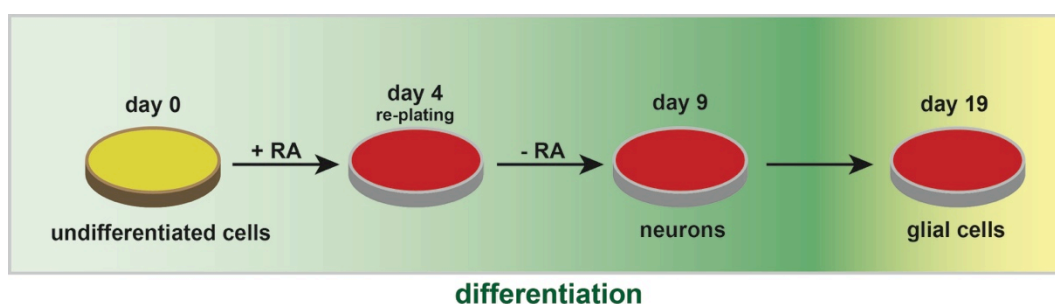 day 0
+ RA
day 4
re-plating
- RA
day 9
day 19
undifferentiated cells
neurons
glial cells
differentiation